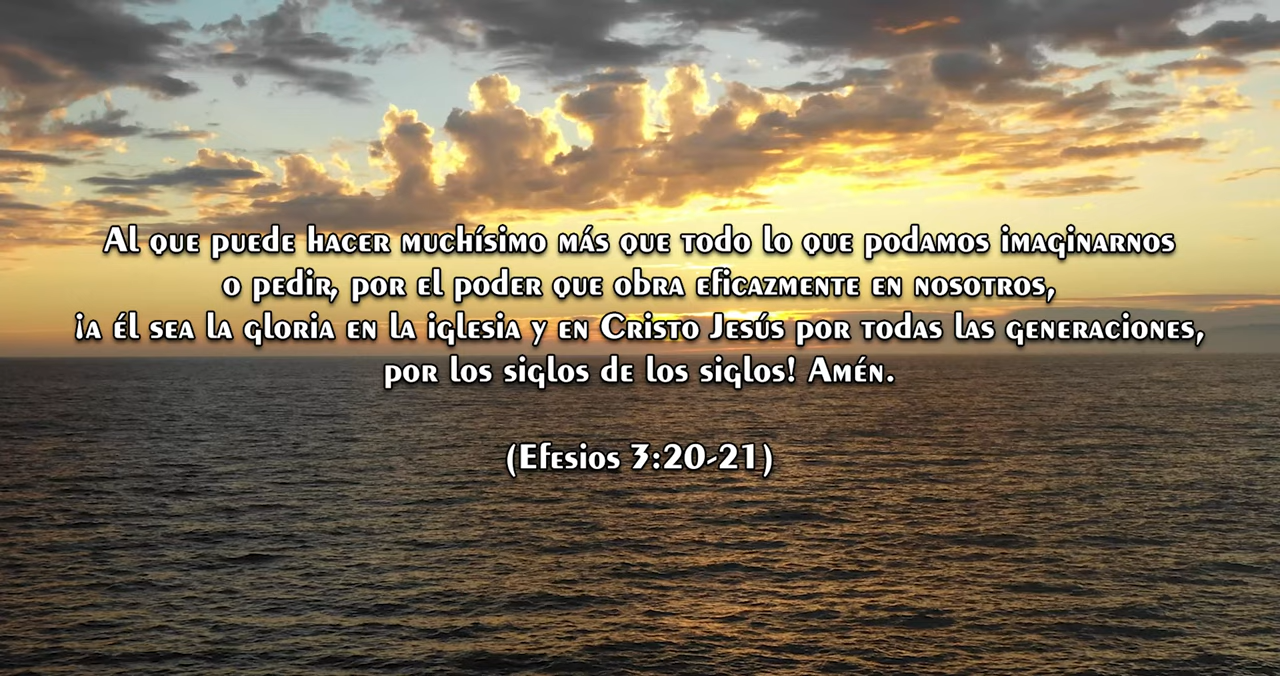 Al que puede hacer muchísimo más que todo lo que podamos imaginarnos
o pedir, por el poder que obra eficazmente en nosotros,
¡a él sea la gloria en la iglesia y en Cristo Jesús por todas las generaciones,
por los siglos de los siglos! Amén.
(Efesios 3:20-21)